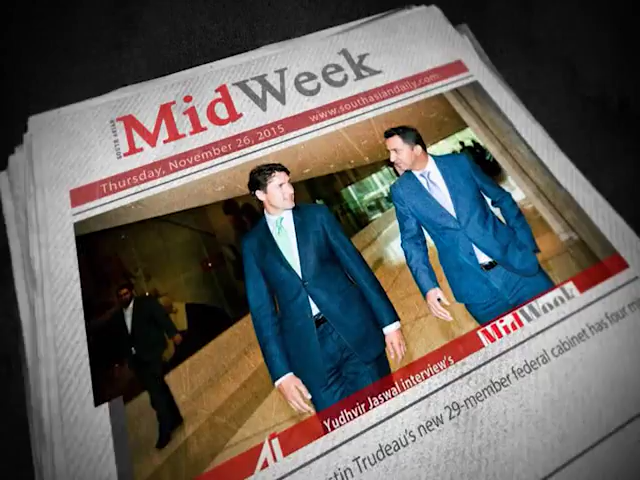 SOUTH ASIAN
MidWeek
Thursday, November 26, 2015 www.southasiandaily.com
Yudhvir Jaswal interview's
MidWeek
Trudeau's new 29-member federal cabinet has four